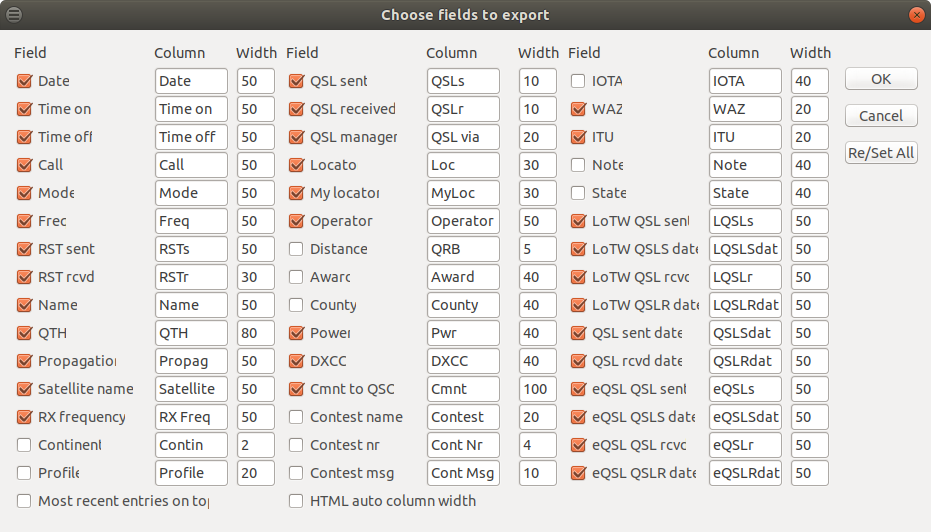 Choose fields to export
Field Column Width Field Column Width Field Column Width
Date Date 50 QSL sent QSLs 10 IOTA IOTA 40 OK
Time on Time on 50 QSL received QSLr 10 WAZ WAZ 20 Cancel
Time off Time off 50 QSL manager QSL via 20 ITU ITU 20 Re/Set All
Call Call 50 Locato Loc 30 Note Note 40
Mode Mode 50 My locator MyLoc 30 State State 40
Frec Freq 50 Operator Operator 50 LoTW QSL sent LQSLs 50
RST sent RSTs 50 Distance QRB 5 LoTW QSLS date LQSLSdat 50
RST rcvd RSTr 30 Awarc Award 40 LoTW QSL rcvc LQSLr 50
Name Name 50 County County 40 LoTW QSLR date LQSLRdat 50
QTH QTH 80 Power Pwr 40 QSL sent date QSLSdat 50
Propagation Propag 50 DXCC DXCC 40 QSL rcvd date QSLRdat 50
Satellite name Satellite 50 Cmnt to QSO Cmnt 100 eQSL QSL sent eQSLs 50
RX frequency RX Freq 50 Contest name Contest 20 eQSL QSLS date eQSLSdat 50
Continent Contin 2 Contest nr Cont Nr 4 eQSL QSL rcvc eQSLr 50
Profile Profile 20 Contest msg Cont Msg 10 eQSL QSLR date eQSLRdat 50
Most recent entries on top HTML auto column width